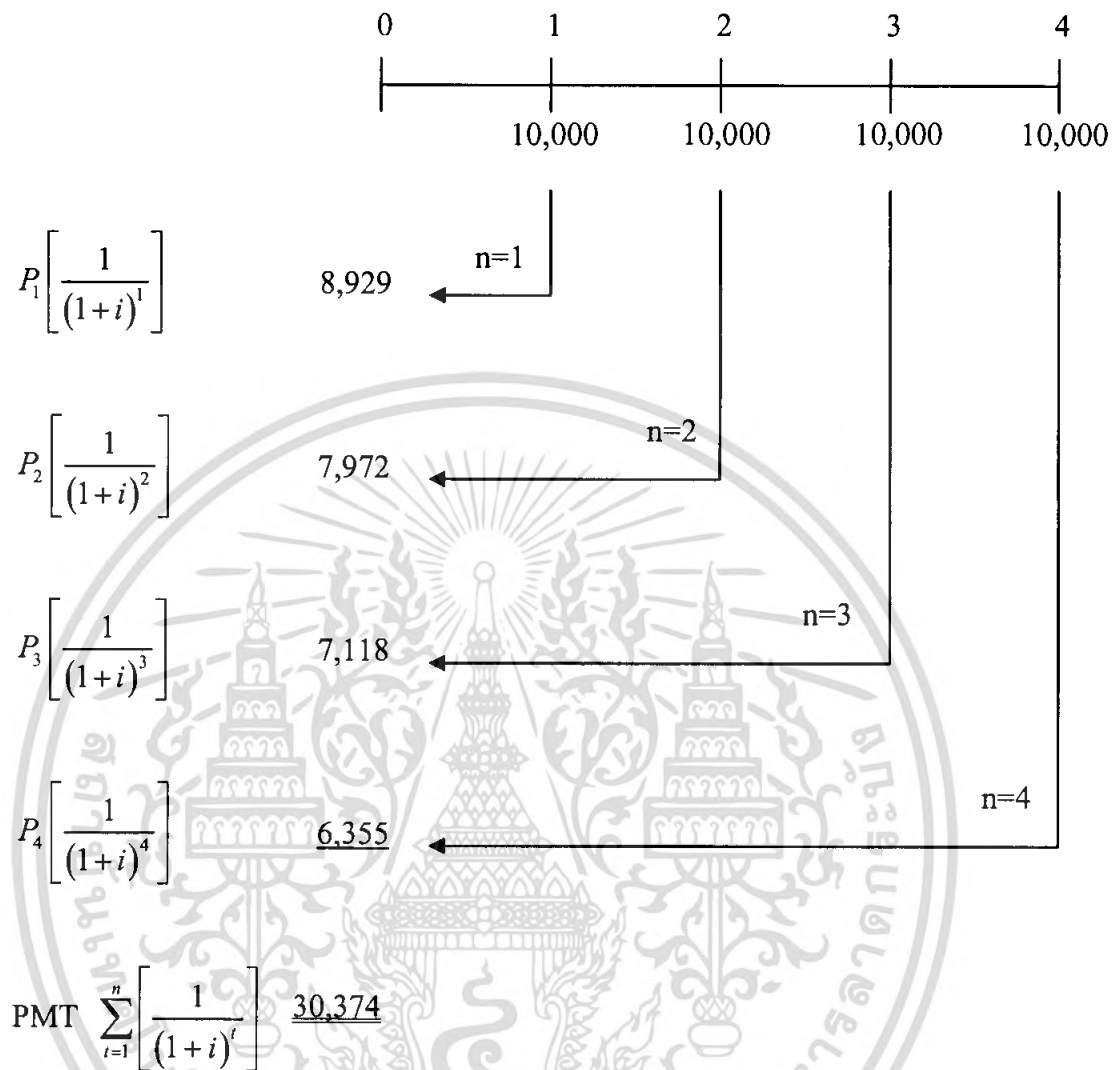 0 1 2 3 4
10,000 10,000 10,000 10,000
P₁[1/(1+i)¹] 8,929 n=1
P₂[1/(1+i)²] 7,972 n=2
P₃[1/(1+i)³] 7,118 n=3
P₄[1/(1+i)⁴] 6,355 n=4
PMT ∑ₜ₌₁ⁿ[1/(1+i)ᵗ] 30,374